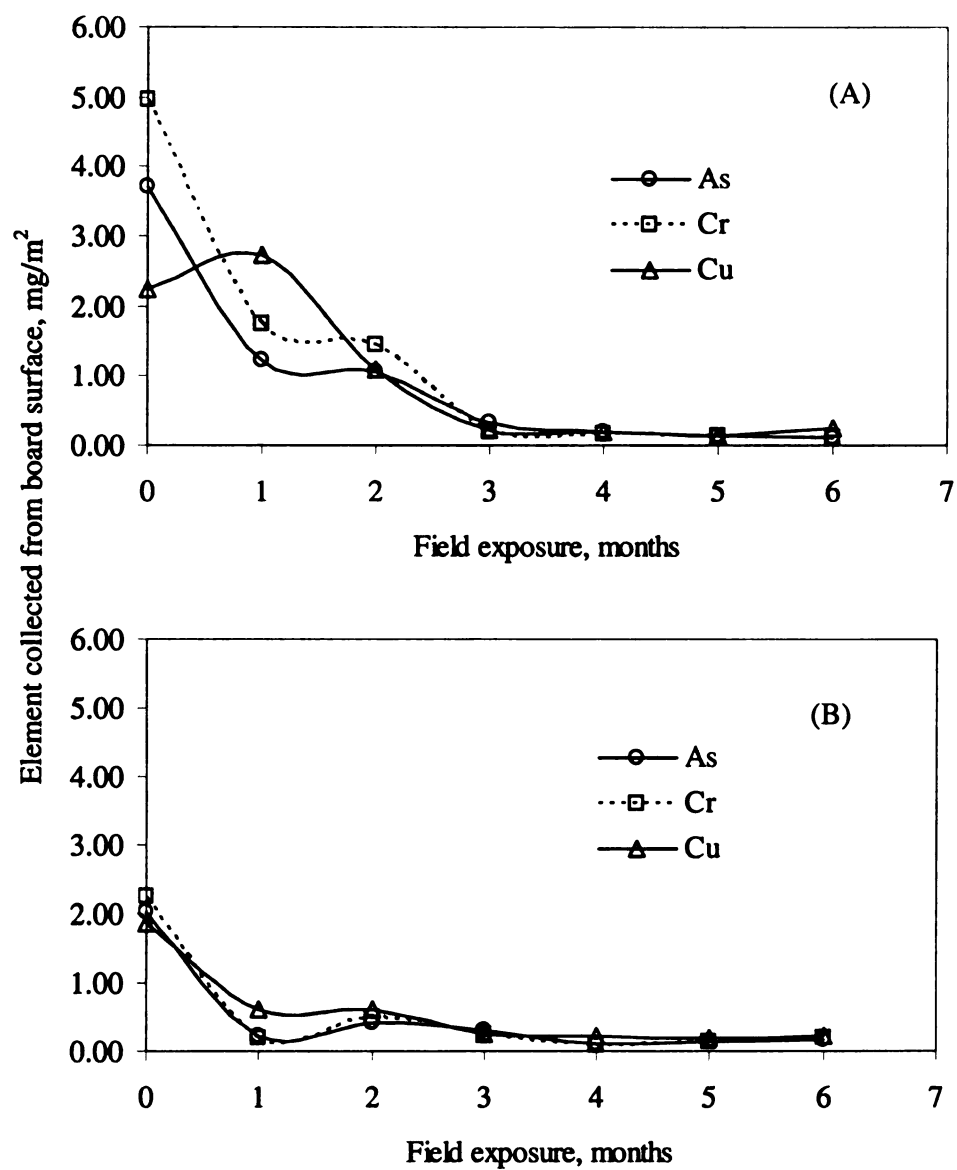 Element collected from board surface, mg/m²
6.00
5.00
4.00
3.00
2.00
1.00
0.00
(A)
As
Cr
Cu
0 1 2 3 4 5 6 7
Field exposure, months
6.00
5.00
4.00
3.00
2.00
1.00
0.00
(B)
As
Cr
Cu
0 1 2 3 4 5 6 7
Field exposure, months